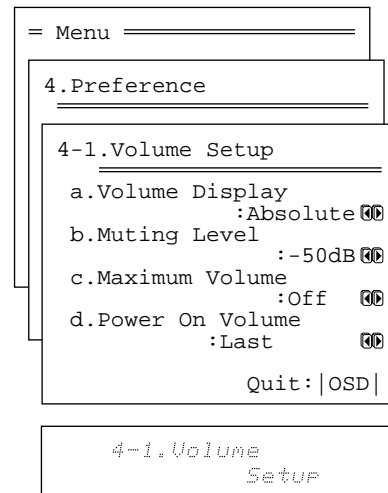 = Menu
4.Preference
4-1.Volume Setup
a.Volume Display
:Absolute
b.Muting Level
:-50dB
c.Maximum Volume
:Off
d.Power On Volume
:Last
Quit:|OSD|
4-1.Volume
Setup